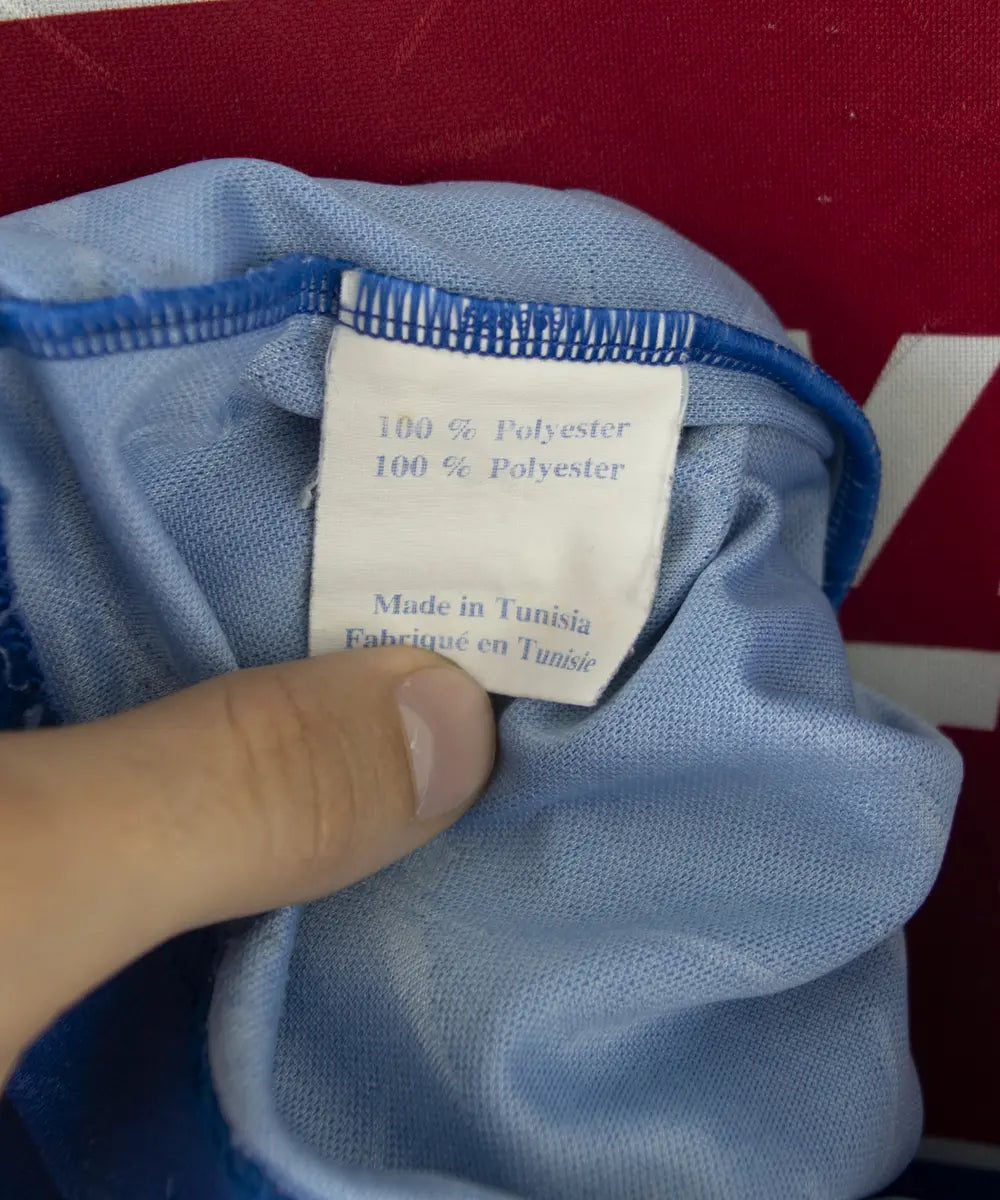 100 % Polyester
100 % Polyester
Made in Tunisia
Fabriqué en Tunisie